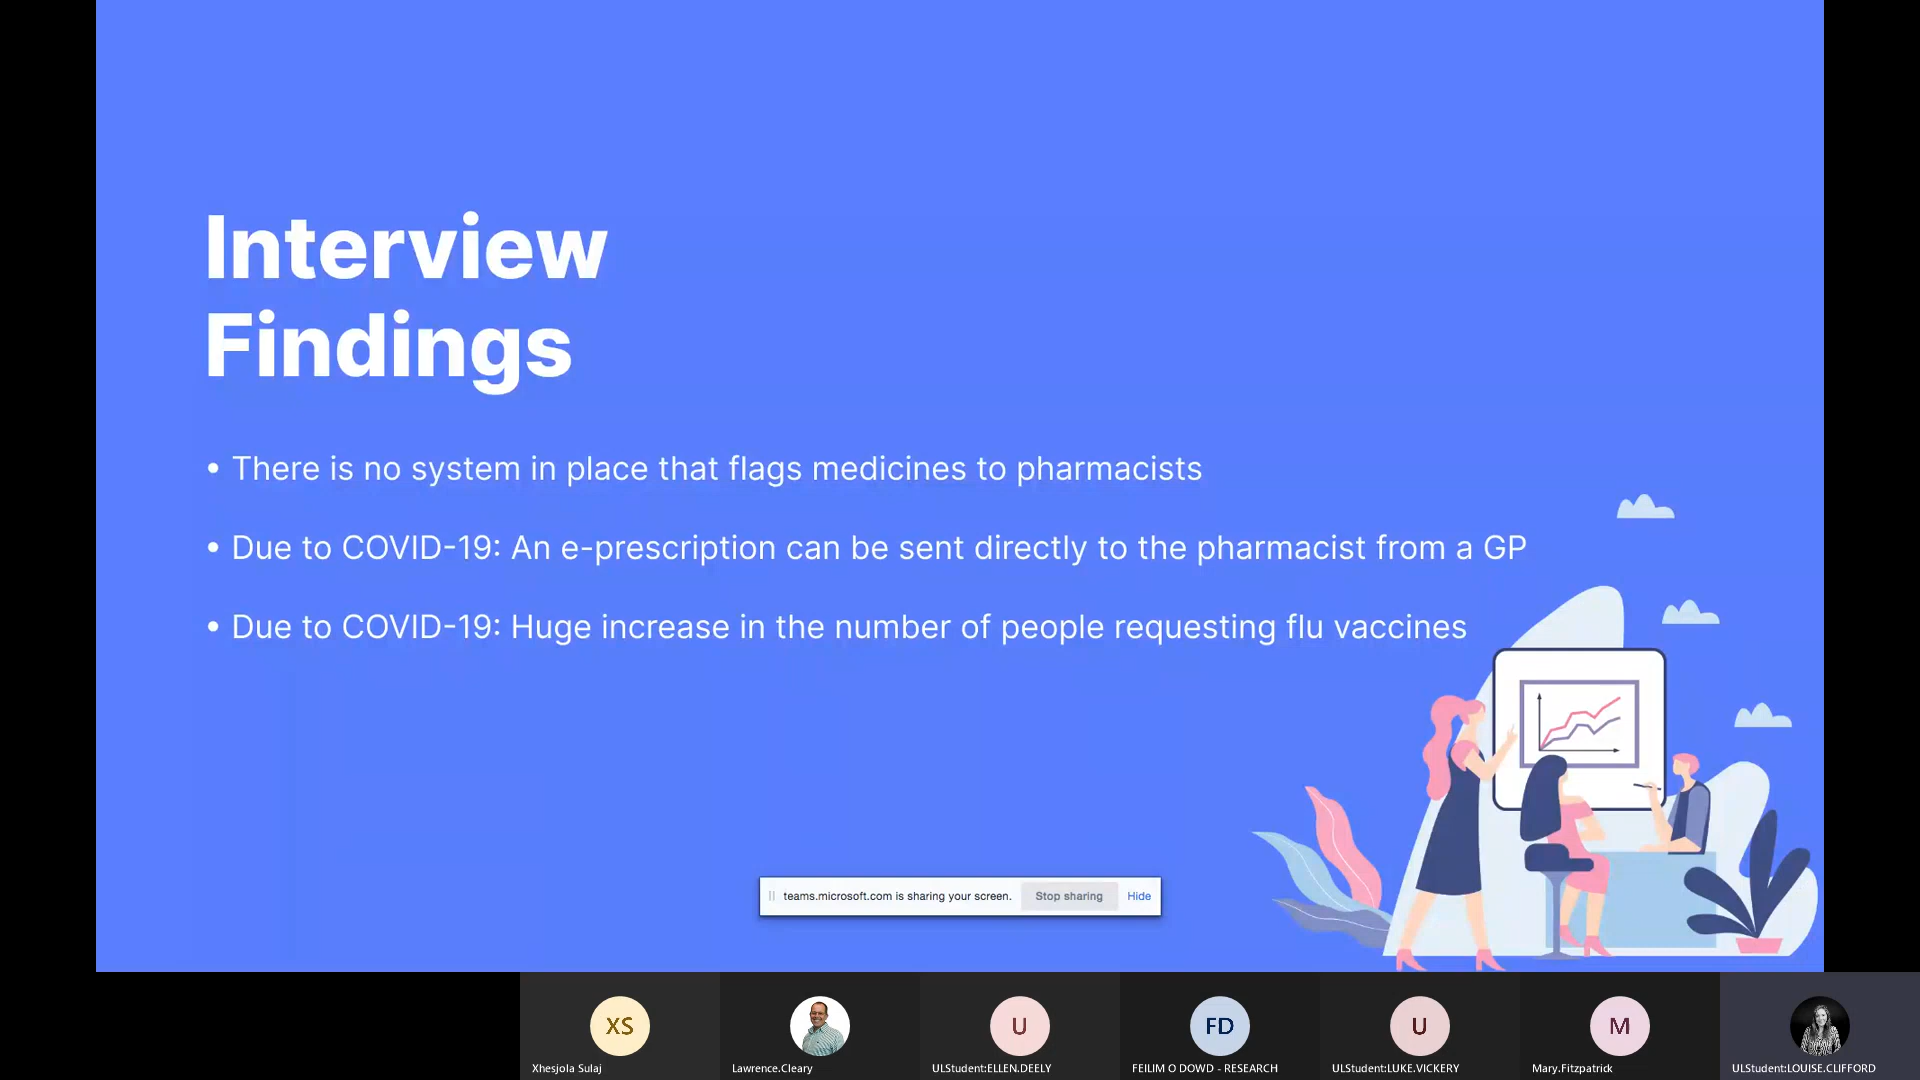 Interview
Findings
• There is no system in place that flags medicines to pharmacists
• Due to COVID-19: An e-prescription can be sent directly to the pharmacist from a GP
• Due to COVID-19: Huge increase in the number of people requesting flu vaccines
teams.microsoft.com is sharing your screen. Stop sharing Hide
XS U FD U M
Xhesjola Sulaj Lawrence.Cleary ULStudent:ELLEN.DEELY FEILIM O DOWD - RESEARCH ULStudent:LUKE.VICKERY Mary.Fitzpatrick ULStudent:LOUISE.CLIFFORD